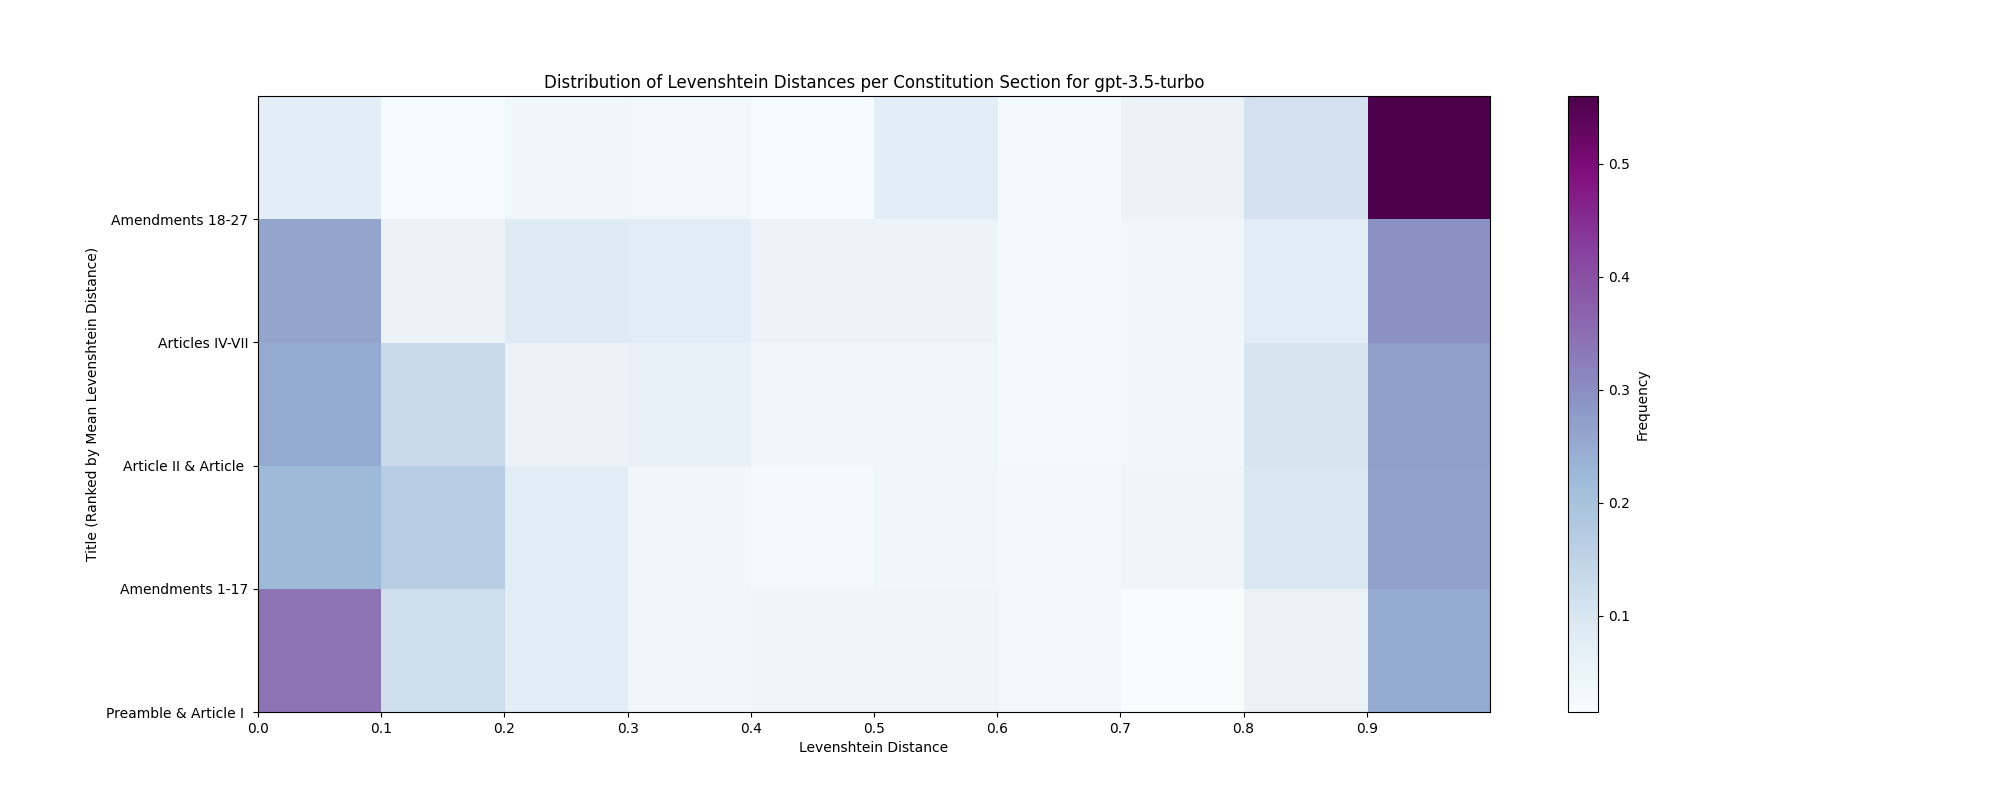 Distribution of Levenshtein Distances per Constitution Section for gpt-3.5-turbo
Title (Ranked by Mean Levenshtein Distance)
Amendments 18-27
Articles IV-VII
Article II & Article
Amendments 1-17
Preamble & Article I
0.0 0.1 0.2 0.3 0.4 0.5 0.6 0.7 0.8 0.9
Levenshtein Distance
0.5
0.4
0.3
0.2
0.1
Frequency